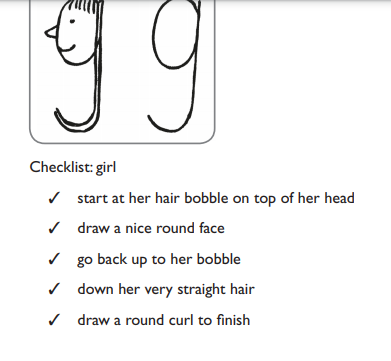 g
Checklist: girl
✓ start at her hair bobble on top of her head
✓ draw a nice round face
✓ go back up to her bobble
✓ down her very straight hair
✓ draw a round curl to finish